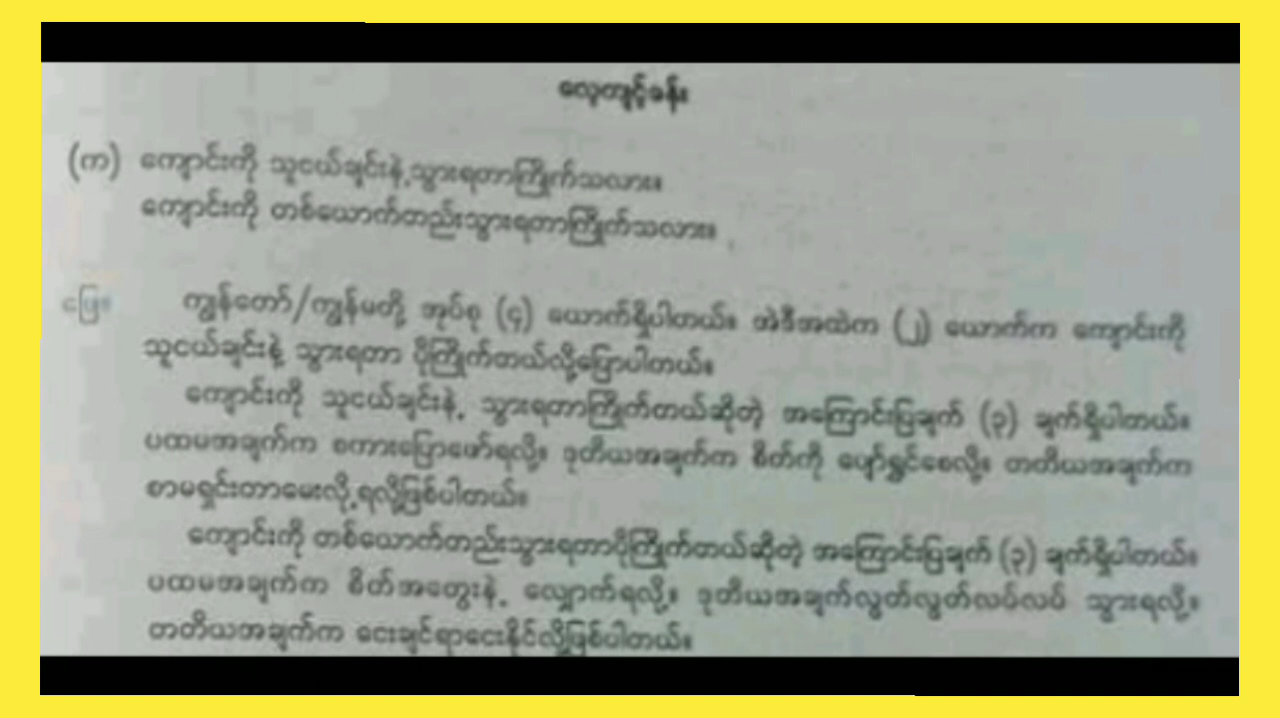 လေ့ကျင့်ခန်း
(က) ကျောင်းကို သူငယ်ချင်းနဲ့ သွားရတာကြိုက်သလား။
ကျောင်းကို တစ်ယောက်တည်းသွားရတာကြိုက်သလား။
ဖြေ။ ကျွန်တော်/ကျွန်မတို့ အုပ်စု (၄) ယောက်ရှိပါတယ်။ အဲဒီအထဲက (၂) ယောက်က ကျောင်းကို
သူငယ်ချင်းနဲ့ သွားရတာ ပိုကြိုက်တယ်လို့ပြောပါတယ်။
ကျောင်းကို သူငယ်ချင်းနဲ့ သွားရတာကြိုက်တယ်ဆိုတဲ့ အကြောင်းပြချက် (၃) ချက်ရှိပါတယ်။
ပထမအချက်က စကားပြောဖော်ရလို့။ ဒုတိယအချက်က စိတ်ကို ပျော်ရွှင်စေလို့။ တတိယအချက်က
စာမရှင်းတာမေးလို့ရလို့ဖြစ်ပါတယ်။
ကျောင်းကို တစ်ယောက်တည်းသွားရတာပိုကြိုက်တယ်ဆိုတဲ့ အကြောင်းပြချက် (၃) ချက်ရှိပါတယ်။
ပထမအချက်က စိတ်အတွေးနဲ့ လျှောက်ရလို့။ ဒုတိယအချက်လွတ်လွတ်လပ်လပ် သွားရလို့။
တတိယအချက်က ငေးချင်ရာငေးနိုင်လို့ဖြစ်ပါတယ်။